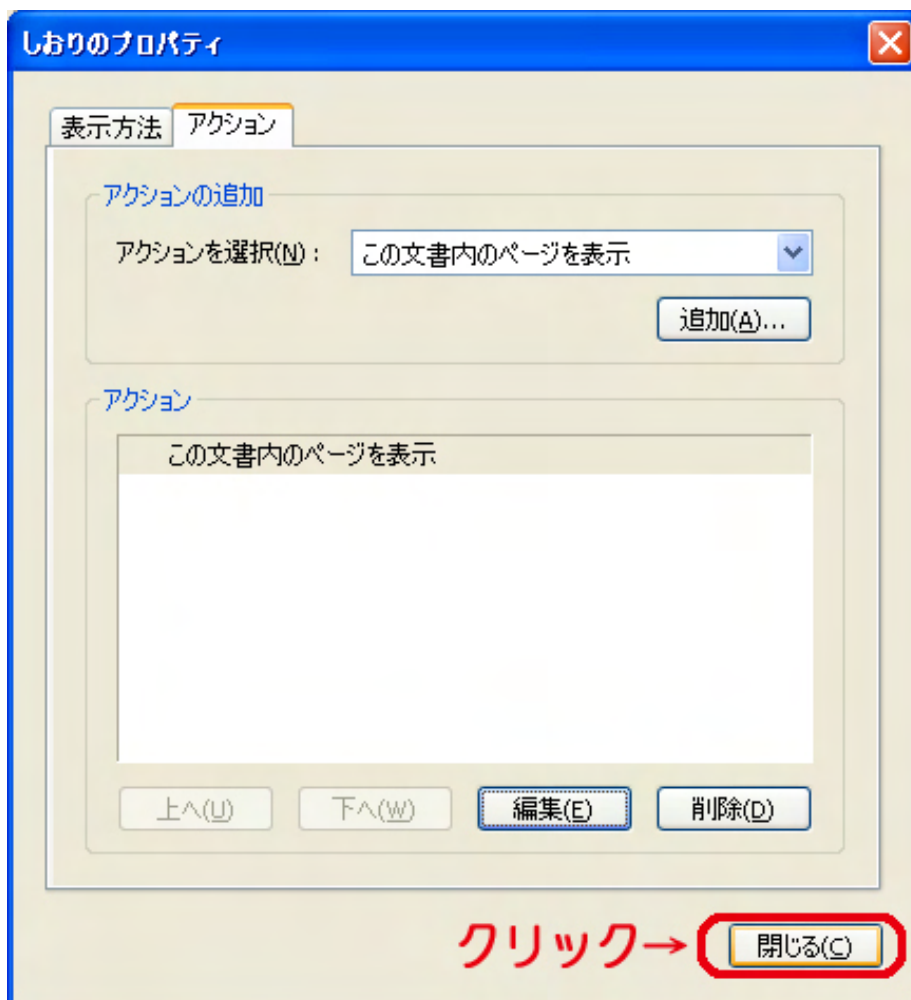 しおりのプロパティ
表示方法 アクション
アクションの追加
アクションを選択(N)： この文書内のページを表示
追加(A)...
アクション
この文書内のページを表示
上へ(U) 下へ(W) 編集(E) 削除(D)
クリック→ 閉じる(C)